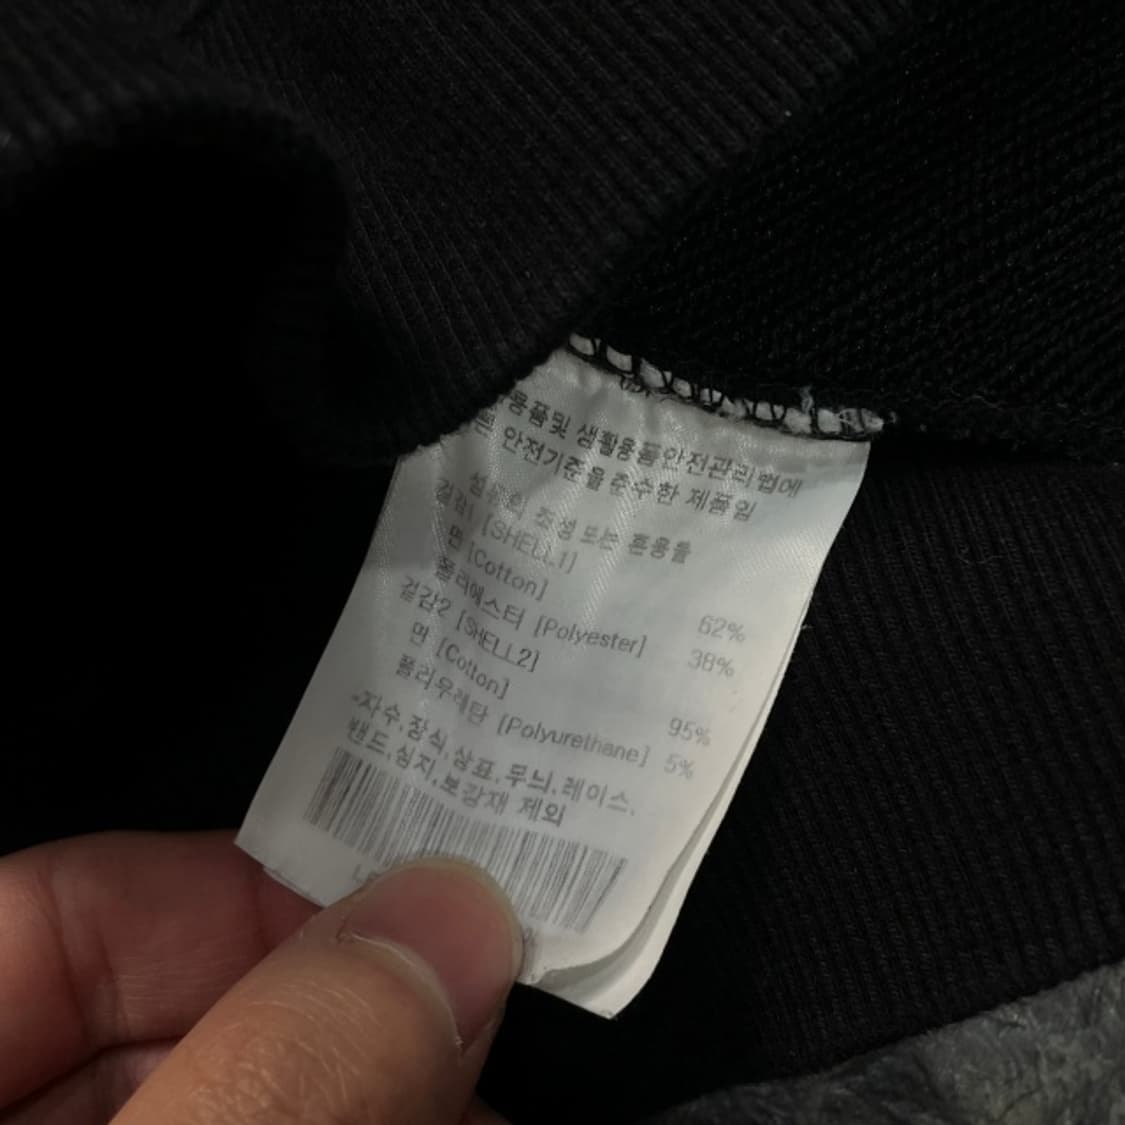 용품및 생활용품안전관리법에
안전기준을 준수한 제품임
섬유의 조성 또는 혼용율
겉감1 [SHELL1]
면 [Cotton] 62%
폴리에스터 [Polyester] 38%
겉감2 [SHELL2]
면 [Cotton] 95%
폴리우레탄 [Polyurethane] 5%
자수,장식,상표,무늬,레이스,
밴드,심지,보강재 제외